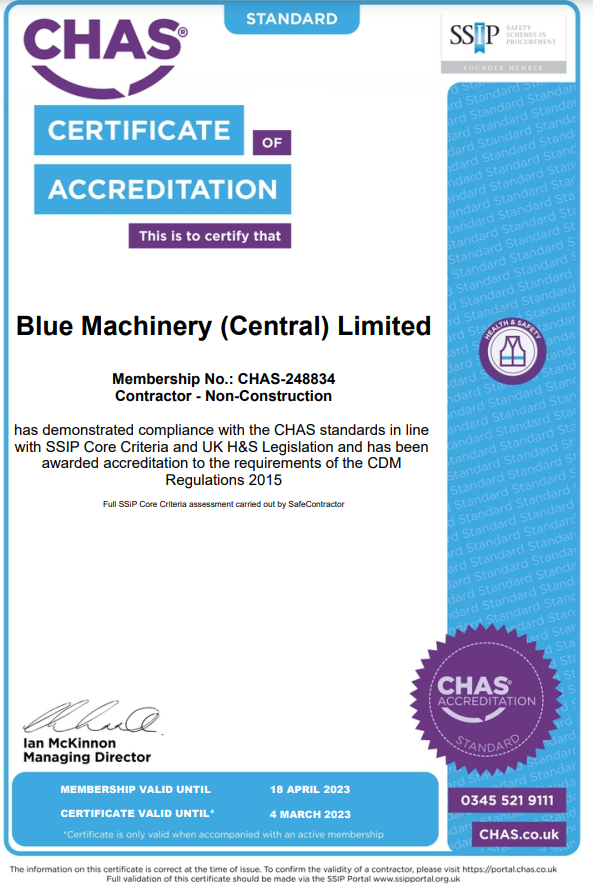 STANDARD
CHAS®
SSIP
SAFETY
SCHEMES IN
PROCUREMENT
FOUNDER MEMBER
CERTIFICATE
OF
ACCREDITATION
This is to certify that
Blue Machinery (Central) Limited
HEALTH & SAFETY
Membership No.: CHAS-248834
Contractor - Non-Construction
has demonstrated compliance with the CHAS standards in line
with SSIP Core Criteria and UK H&S Legislation and has been
awarded accreditation to the requirements of the CDM
Regulations 2015
Full SSiP Core Criteria assessment carried out by SafeContractor
CHAS®
ACCREDITATION
STANDARD
Ian McKinnon
Managing Director
MEMBERSHIP VALID UNTIL 18 APRIL 2023
CERTIFICATE VALID UNTIL* 4 MARCH 2023
*Certificate is only valid when accompanied with an active membership
0345 521 9111
CHAS.co.uk
The information on this certificate is correct at the time of issue. To confirm the validity of a contractor, please visit https://portal.chas.co.uk
Full validation of this certificate should be made via the SSIP Portal www.ssipportal.org.uk